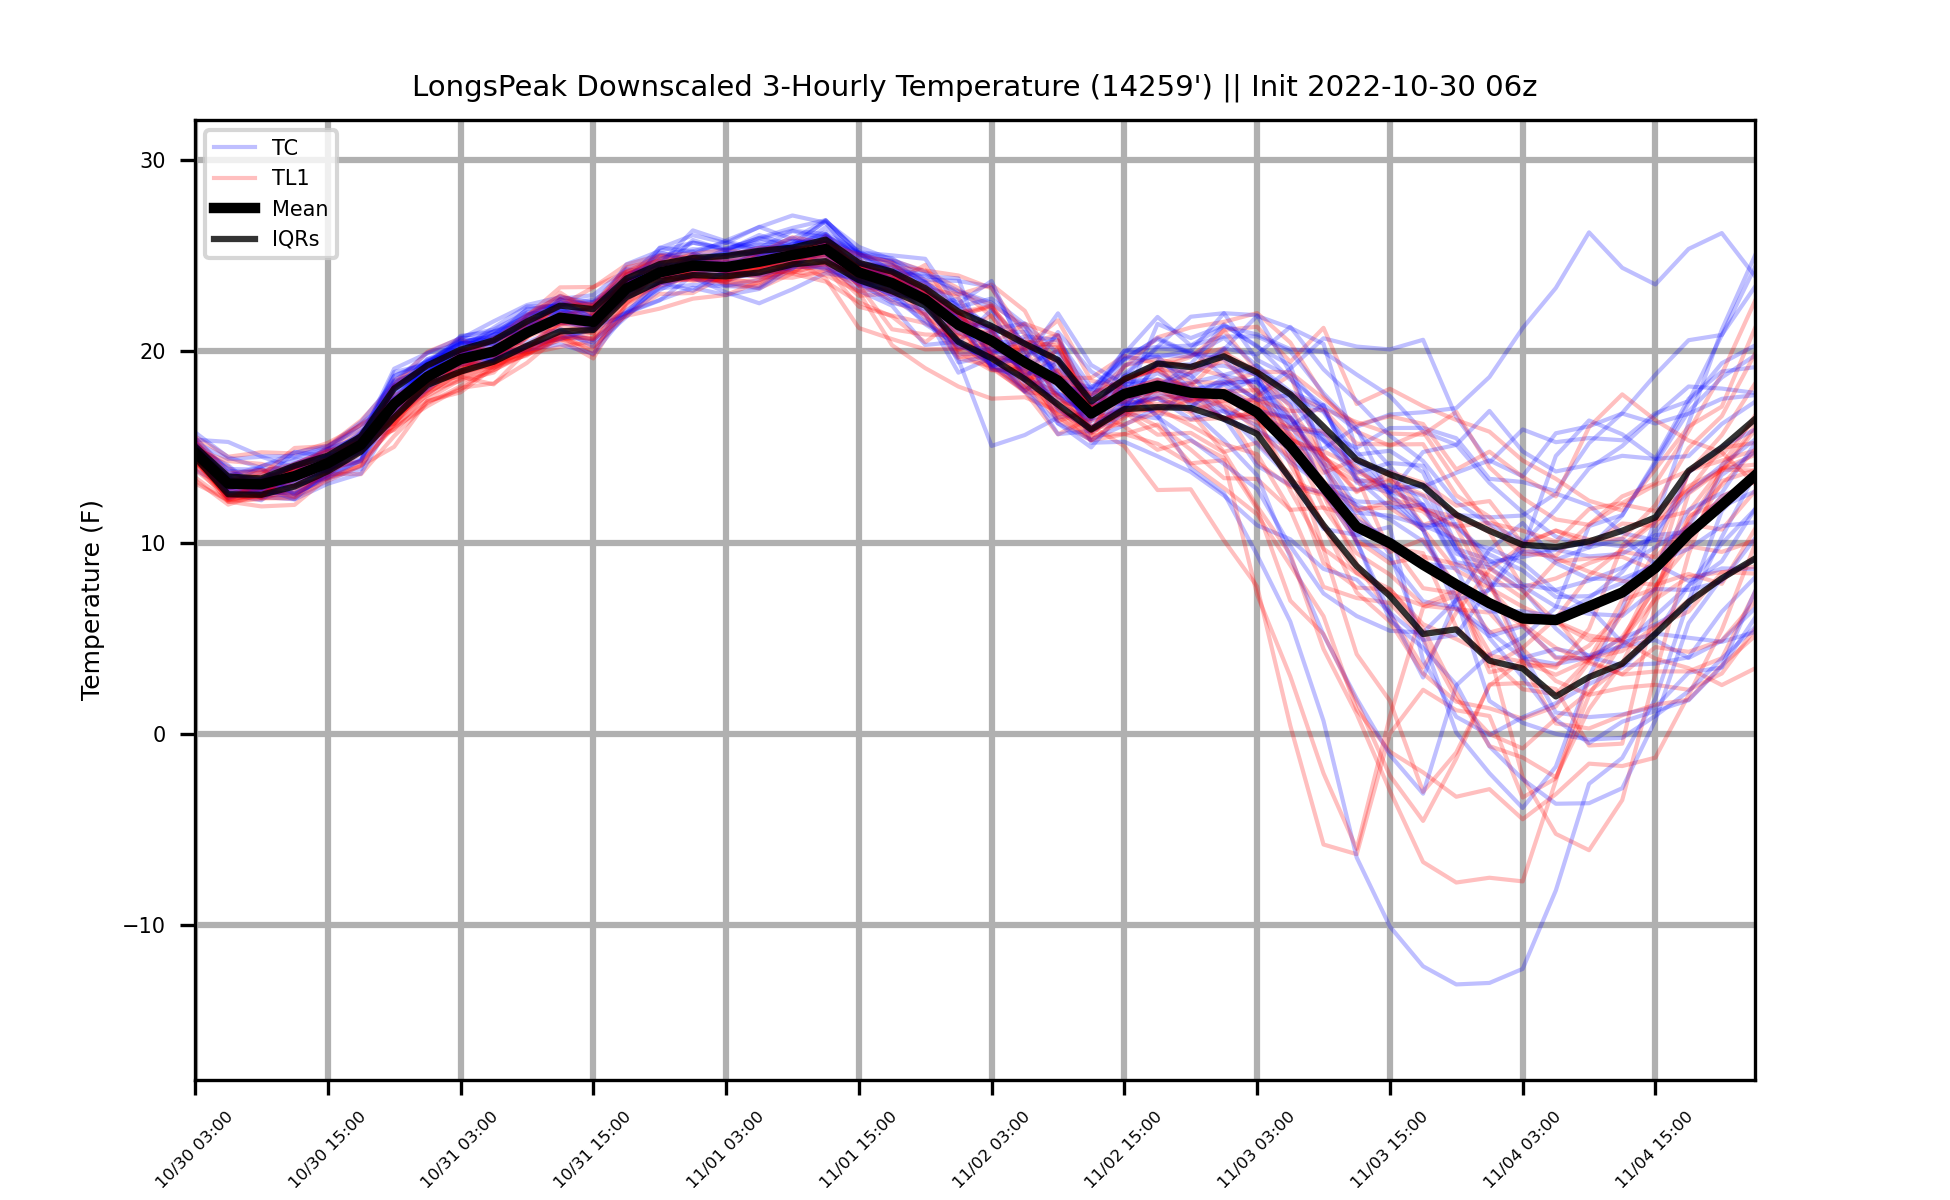 LongsPeak Downscaled 3-Hourly Temperature (14259') || Init 2022-10-30 06z
TC
TL1
Mean
IQRs
Temperature (F)
30
20
10
0
−10
10/30 03:00
10/30 15:00
10/31 03:00
10/31 15:00
11/01 03:00
11/01 15:00
11/02 03:00
11/02 15:00
11/03 03:00
11/03 15:00
11/04 03:00
11/04 15:00